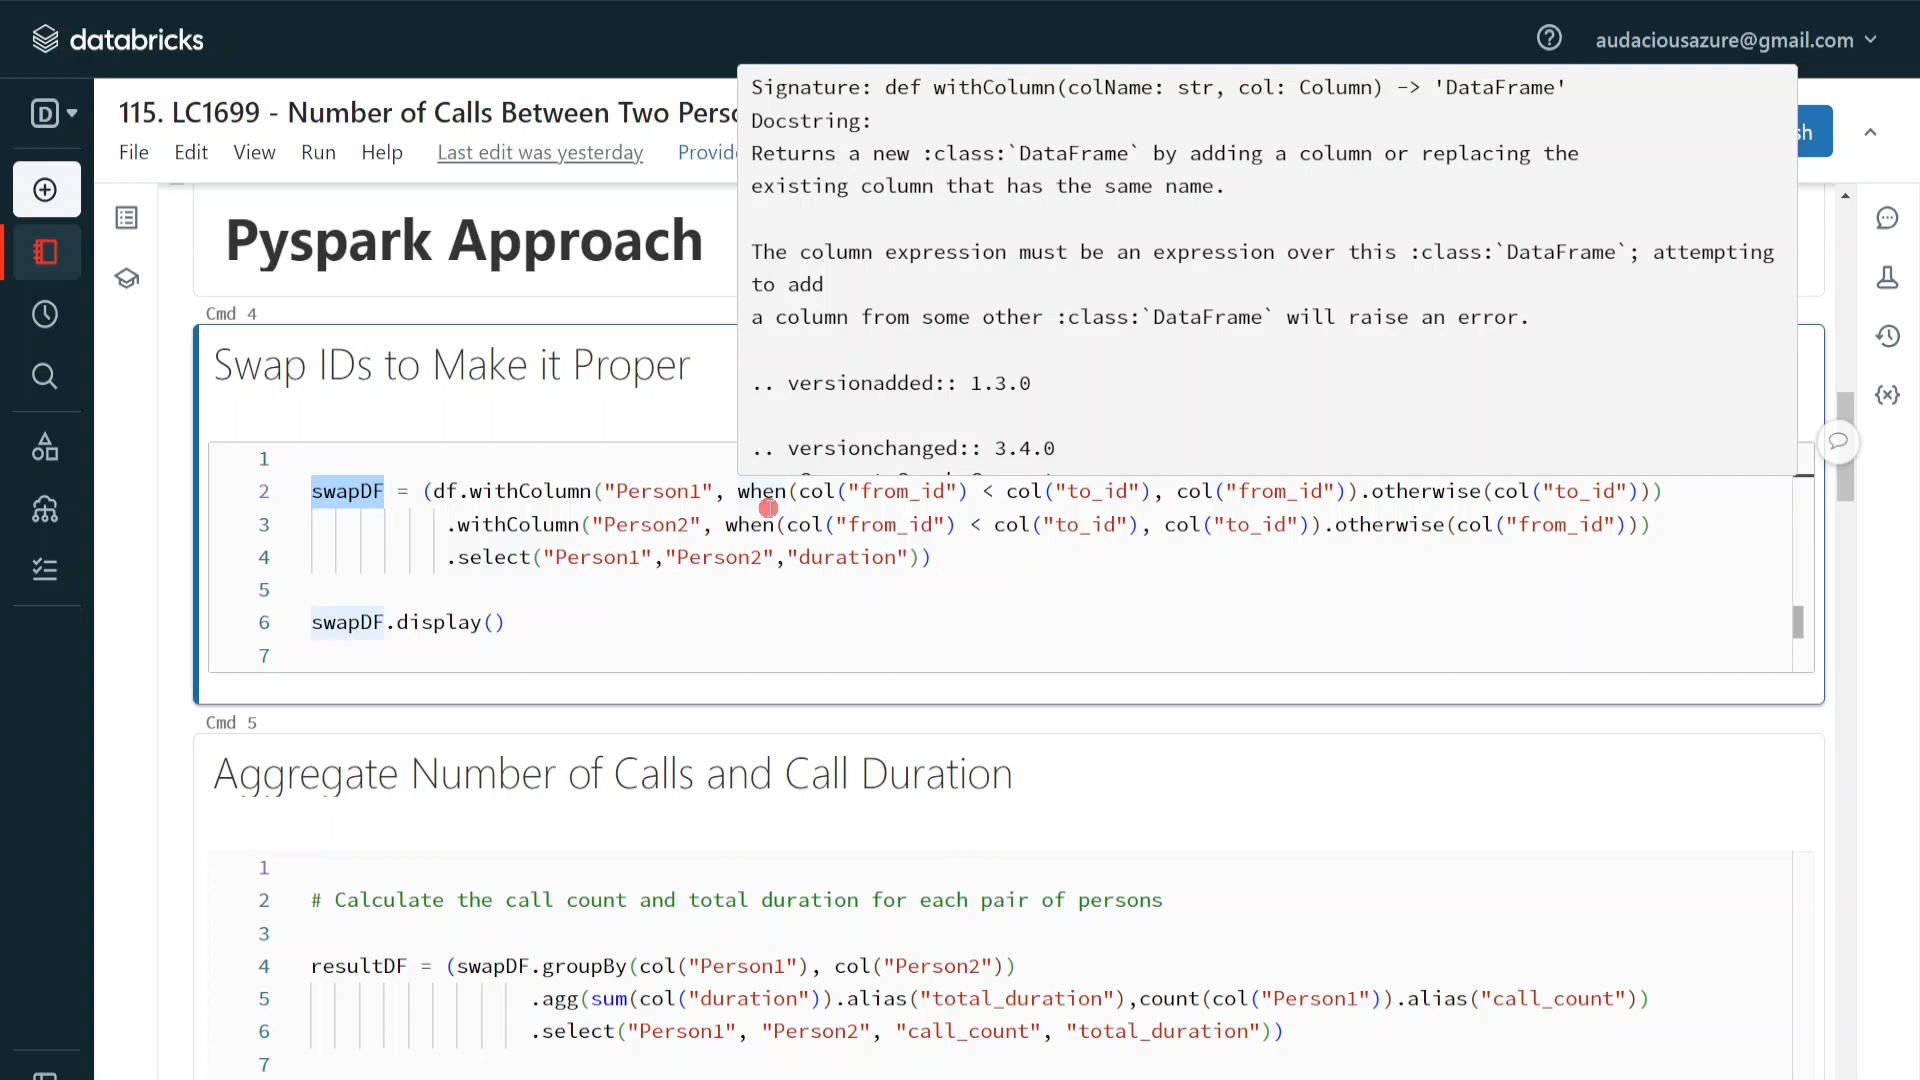 databricks
audaciousazure@gmail.com
115. LC1699 - Number of Calls Between Two Perso
File Edit View Run Help Last edit was yesterday Provid
Signature: def withColumn(colName: str, col: Column) -> 'DataFrame'
Docstring:
Returns a new :class:`DataFrame` by adding a column or replacing the
existing column that has the same name.
The column expression must be an expression over this :class:`DataFrame`; attempting
to add
a column from some other :class:`DataFrame` will raise an error.
.. versionadded:: 1.3.0
.. versionchanged:: 3.4.0
sh
D
Pyspark Approach
Cmd 4
Swap IDs to Make it Proper
1
2 swapDF = (df.withColumn("Person1", when(col("from_id") < col("to_id"), col("from_id")).otherwise(col("to_id")))
3 .withColumn("Person2", when(col("from_id") < col("to_id"), col("to_id")).otherwise(col("from_id")))
4 .select("Person1","Person2","duration"))
5
6 swapDF.display()
7
Cmd 5
Aggregate Number of Calls and Call Duration
1
2 # Calculate the call count and total duration for each pair of persons
3
4 resultDF = (swapDF.groupBy(col("Person1"), col("Person2"))
5 .agg(sum(col("duration")).alias("total_duration"),count(col("Person1")).alias("call_count"))
6 .select("Person1", "Person2", "call_count", "total_duration"))
7